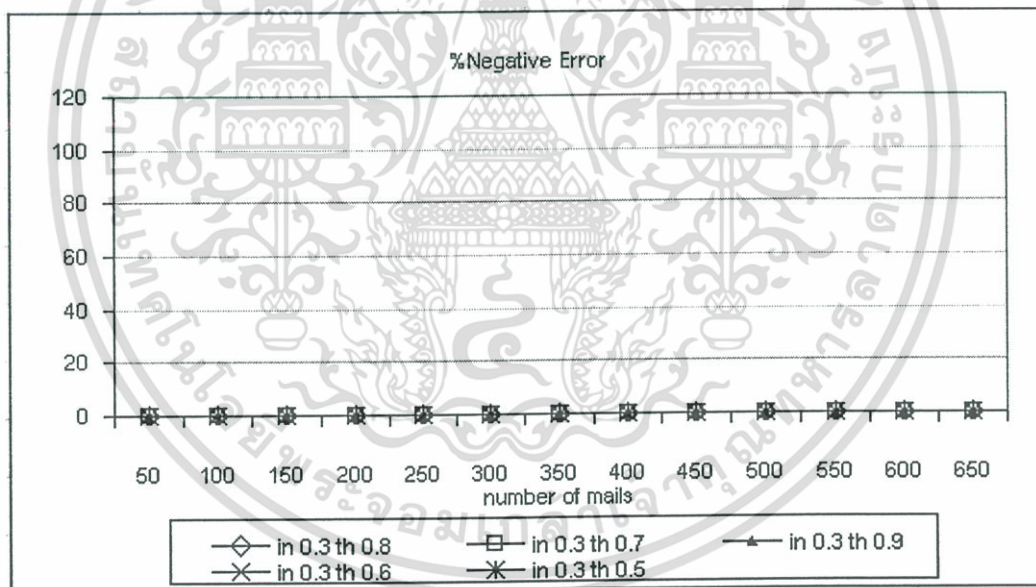 %Negative Error
120
100
80
60
40
20
0
50 100 150 200 250 300 350 400 450 500 550 600 650
number of mails
in 0.3 th 0.8 in 0.3 th 0.7 in 0.3 th 0.9
in 0.3 th 0.6 in 0.3 th 0.5